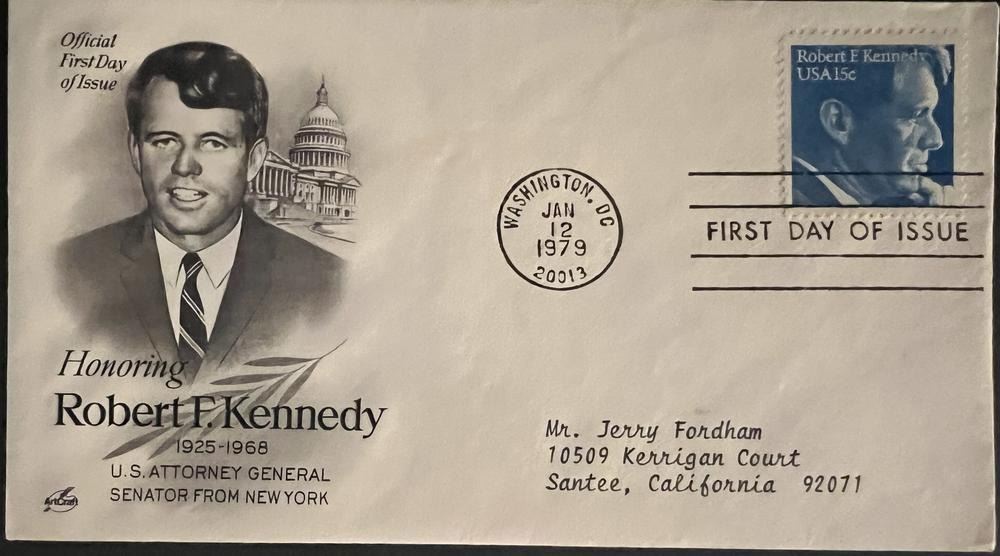 Official
First Day
of Issue
Robert F. Kennedy
USA 15c
WASHINGTON, DC
JAN
12
1979
20013
FIRST DAY OF ISSUE
Honoring
Robert F. Kennedy
1925-1968
U.S. ATTORNEY GENERAL
SENATOR FROM NEW YORK
ArtCraft
Mr. Jerry Fordham
10509 Kerrigan Court
Santee, California 92071